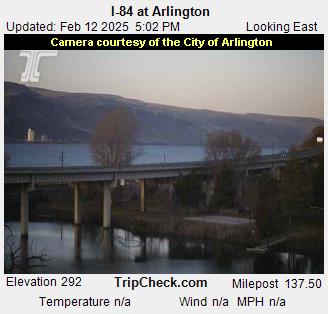 I-84 at Arlington
Updated: Feb 12 2025 5:02 PM Looking East
Camera courtesy of the City of Arlington
Elevation 292 TripCheck.com Milepost 137.50
Temperature n/a Wind n/a MPH n/a